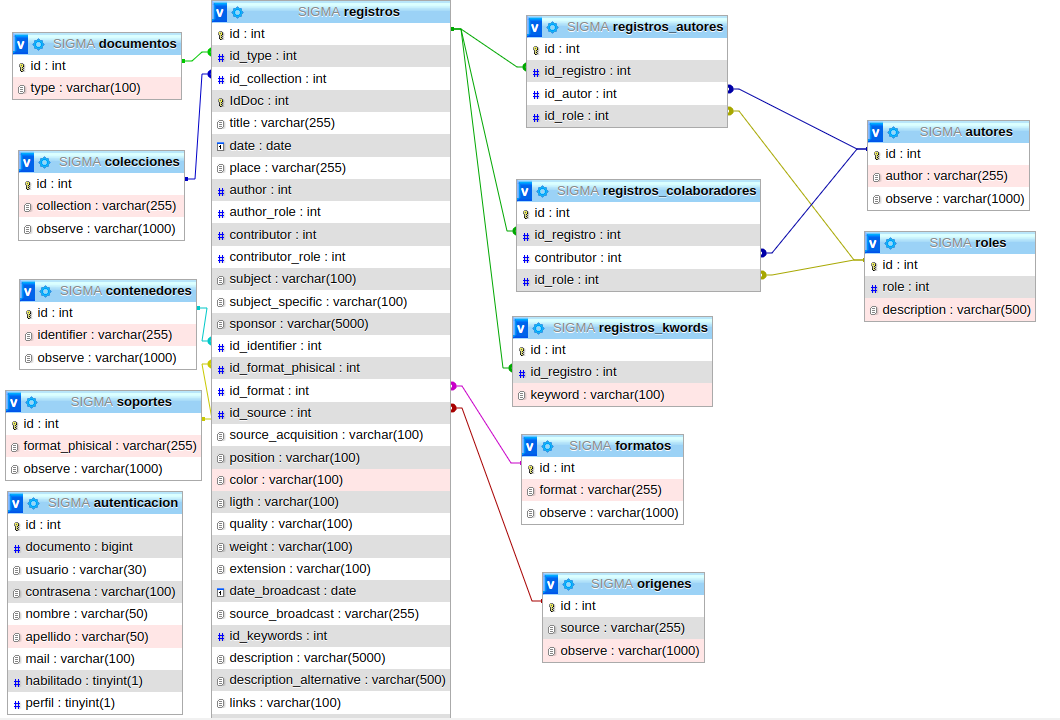 SIGMA documentos
id : int
type : varchar(100)
SIGMA colecciones
id : int
collection : varchar(255)
observe : varchar(1000)
SIGMA contenedores
id : int
identifier : varchar(255)
observe : varchar(1000)
SIGMA soportes
id : int
format_phisical : varchar(255)
observe : varchar(1000)
SIGMA autenticacion
id : int
documento : bigint
usuario : varchar(30)
contrasena : varchar(100)
nombre : varchar(50)
apellido : varchar(50)
mail : varchar(100)
habilitado : tinyint(1)
perfil : tinyint(1)
SIGMA registros
id : int
id_type : int
id_collection : int
IdDoc : int
title : varchar(255)
date : date
place : varchar(255)
author : int
author_role : int
contributor : int
contributor_role : int
subject : varchar(100)
subject_specific : varchar(100)
sponsor : varchar(5000)
id_identifier : int
id_format_phisical : int
id_format : int
id_source : int
source_acquisition : varchar(100)
position : varchar(100)
color : varchar(100)
ligth : varchar(100)
quality : varchar(100)
weight : varchar(100)
extension : varchar(100)
date_broadcast : date
source_broadcast : varchar(255)
id_keywords : int
description : varchar(5000)
description_alternative : varchar(500)
links : varchar(100)
SIGMA registros_autores
id : int
id_registro : int
id_autor : int
id_role : int
SIGMA registros_colaboradores
id : int
id_registro : int
contributor : int
id_role : int
SIGMA registros_kwords
id : int
id_registro : int
keyword : varchar(100)
SIGMA formatos
id : int
format : varchar(255)
observe : varchar(1000)
SIGMA origenes
id : int
source : varchar(255)
observe : varchar(1000)
SIGMA autores
id : int
author : varchar(255)
observe : varchar(1000)
SIGMA roles
id : int
role : int
description : varchar(500)